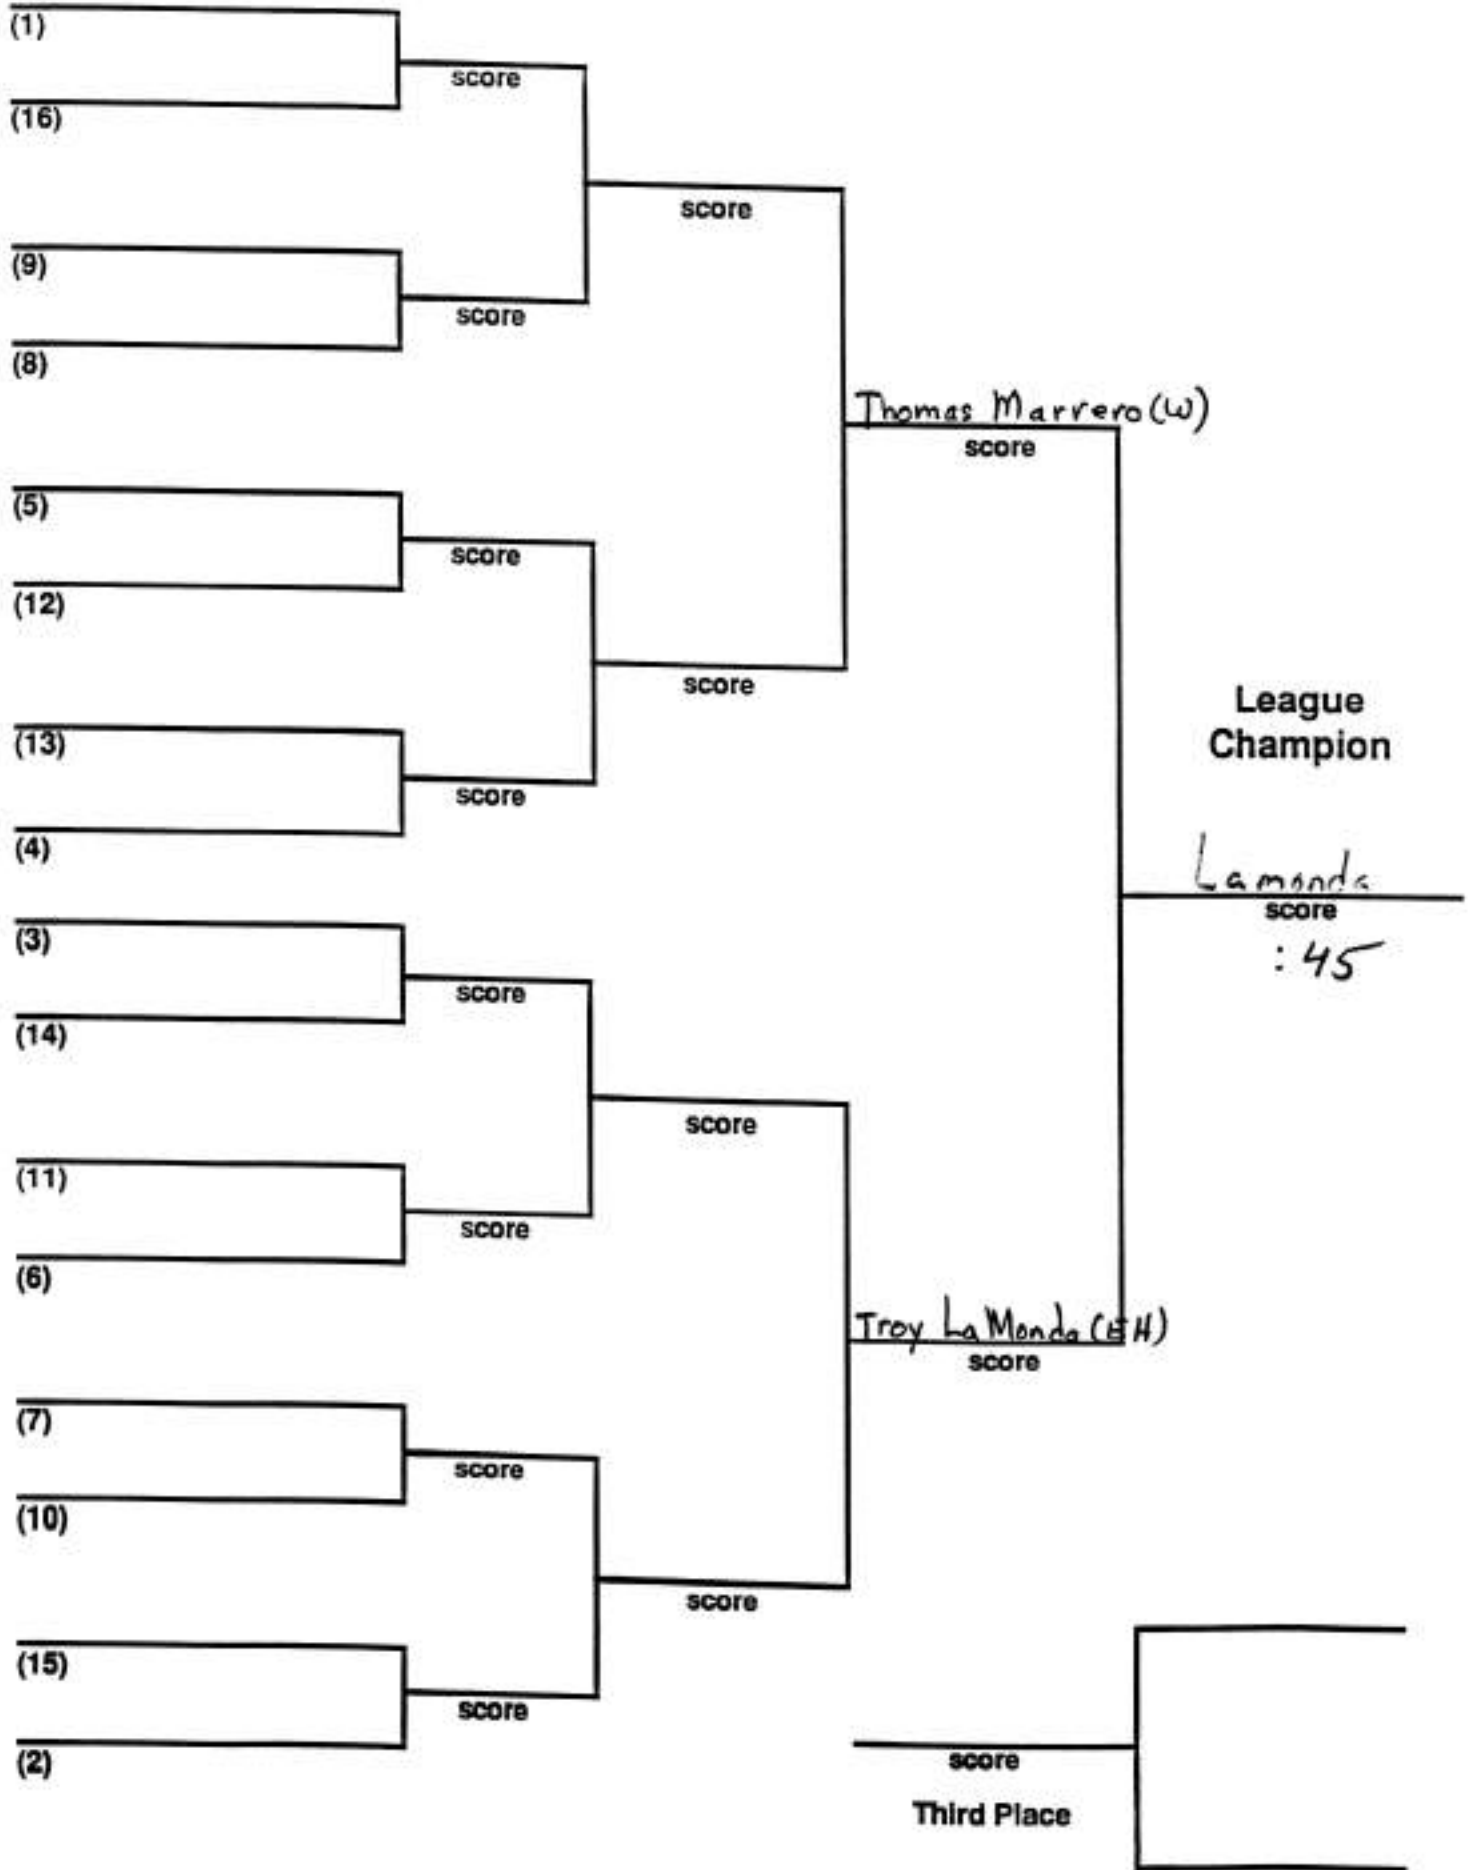 (1)
score
(16)
score
(9)
score
(8)
Thomas Marrero (W)
score
(5)
score
(12)
score
League
Champion
(13)
score
(4)
Lamonda
score
:45
(3)
score
(14)
score
(11)
score
(6)
Troy LaMonda (EH)
score
(7)
score
(10)
score
(15)
score
(2)
score
Third Place